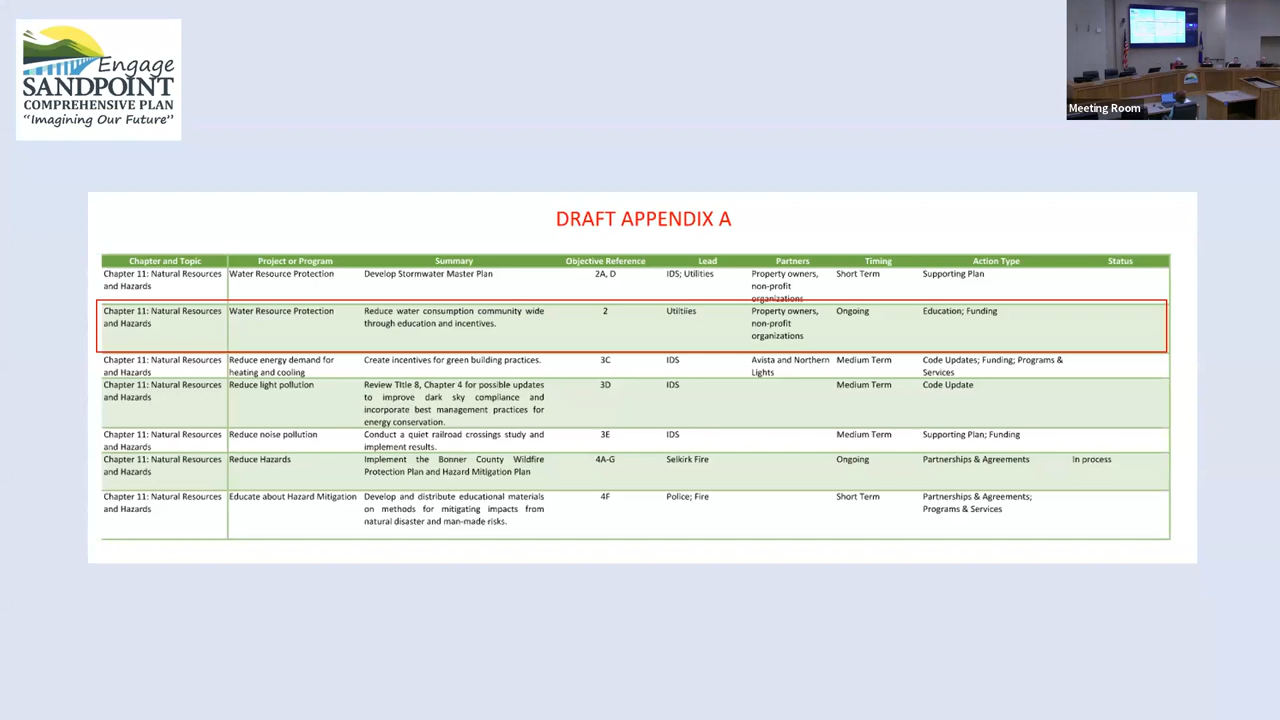 Engage
SANDPOINT
COMPREHENSIVE PLAN
"Imagining Our Future"
Meeting Room
DRAFT APPENDIX A
Chapter and Topic Project or Program Summary Objective Reference Lead Partners Timing Action Type Status
Chapter 11: Natural Resources Water Resource Protection Develop Stormwater Master Plan 2A, D IDS; Utilities Property owners, Short Term Supporting Plan
and Hazards non-profit
organizations
Chapter 11: Natural Resources Water Resource Protection Reduce water consumption community wide 2 Utiltiies Property owners, Ongoing Education; Funding
and Hazards through education and incentives. non-profit
organizations
Chapter 11: Natural Resources Reduce energy demand for Create incentives for green building practices. 3C IDS Avista and Northern Medium Term Code Updates; Funding; Programs &
and Hazards heating and cooling Lights Services
Chapter 11: Natural Resources Reduce light pollution Review Title 8, Chapter 4 for possible updates 3D IDS Medium Term Code Update
and Hazards to improve dark sky compliance and
incorporate best management practices for
energy conservation.
Chapter 11: Natural Resources Reduce noise pollution Conduct a quiet railroad crossings study and 3E IDS Medium Term Supporting Plan; Funding
and Hazards implement results.
Chapter 11: Natural Resources Reduce Hazards Implement the Bonner County Wildfire 4A-G Selkirk Fire Ongoing Partnerships & Agreements In process
and Hazards Protection Plan and Hazard Mitigation Plan
Chapter 11: Natural Resources Educate about Hazard Mitigation Develop and distribute educational materials 4F Police; Fire Short Term Partnerships & Agreements;
and Hazards on methods for mitigating impacts from Programs & Services
natural disaster and man-made risks.